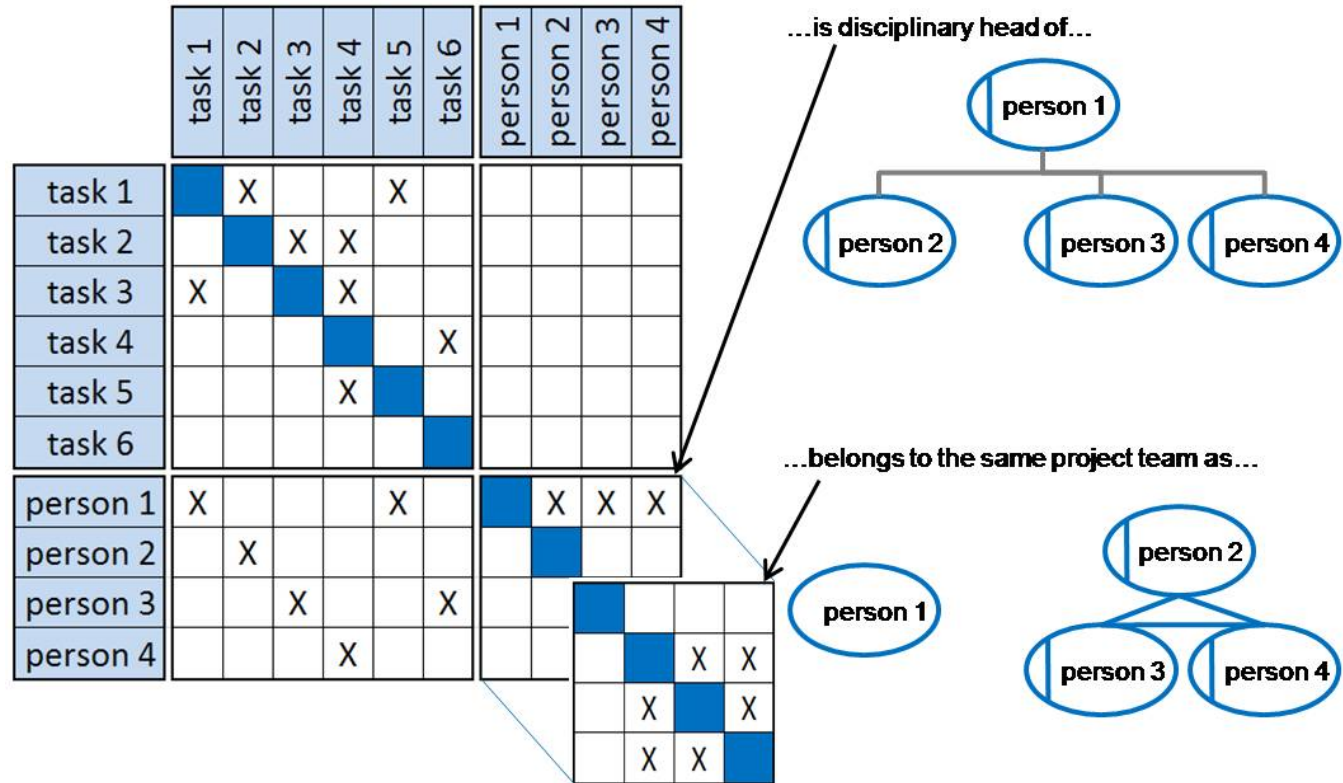 task 1 task 2 task 3 task 4 task 5 task 6 person 1 person 2 person 3 person 4
...is disciplinary head of...
person 1
person 2 person 3 person 4
task 1 X X
task 2 X X
task 3 X X
task 4 X
task 5 X
task 6
...belongs to the same project team as...
person 1 X X X X X
person 2 X
person 3 X X
person 4 X
X X
X X
X X
person 1
person 2
person 3 person 4